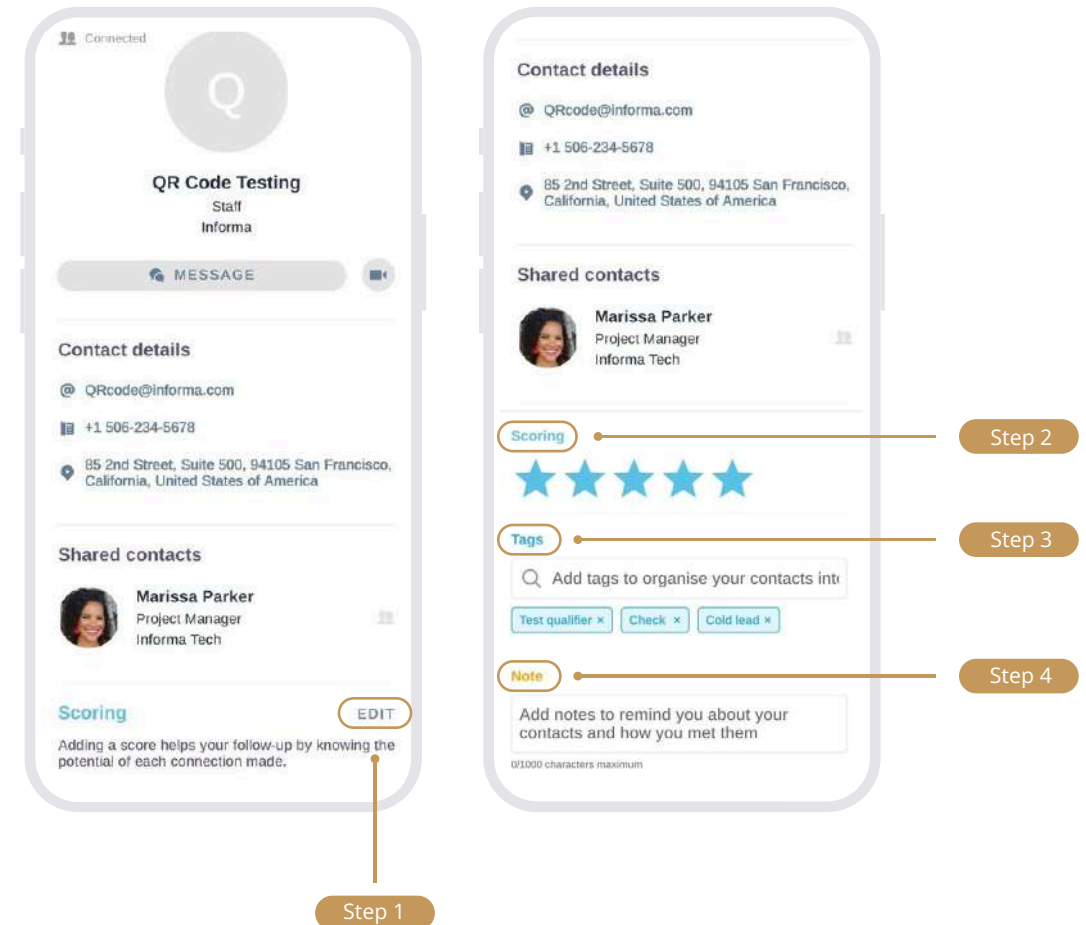 Connected
Q
QR Code Testing
Staff
Informa
MESSAGE
Contact details
@ QRcode@informa.com
+1 506-234-5678
85 2nd Street, Suite 500, 94105 San Francisco,
California, United States of America
Shared contacts
Marissa Parker
Project Manager
Informa Tech
Scoring
EDIT
Adding a score helps your follow-up by knowing the
potential of each connection made.
Step 1
Contact details
@ QRcode@informa.com
+1 506-234-5678
85 2nd Street, Suite 500, 94105 San Francisco,
California, United States of America
Shared contacts
Marissa Parker
Project Manager
Informa Tech
Scoring
Step 2
Tags
Step 3
Add tags to organise your contacts int
Test qualifier × Check × Cold lead ×
Note
Step 4
Add notes to remind you about your
contacts and how you met them
0/1000 characters maximum